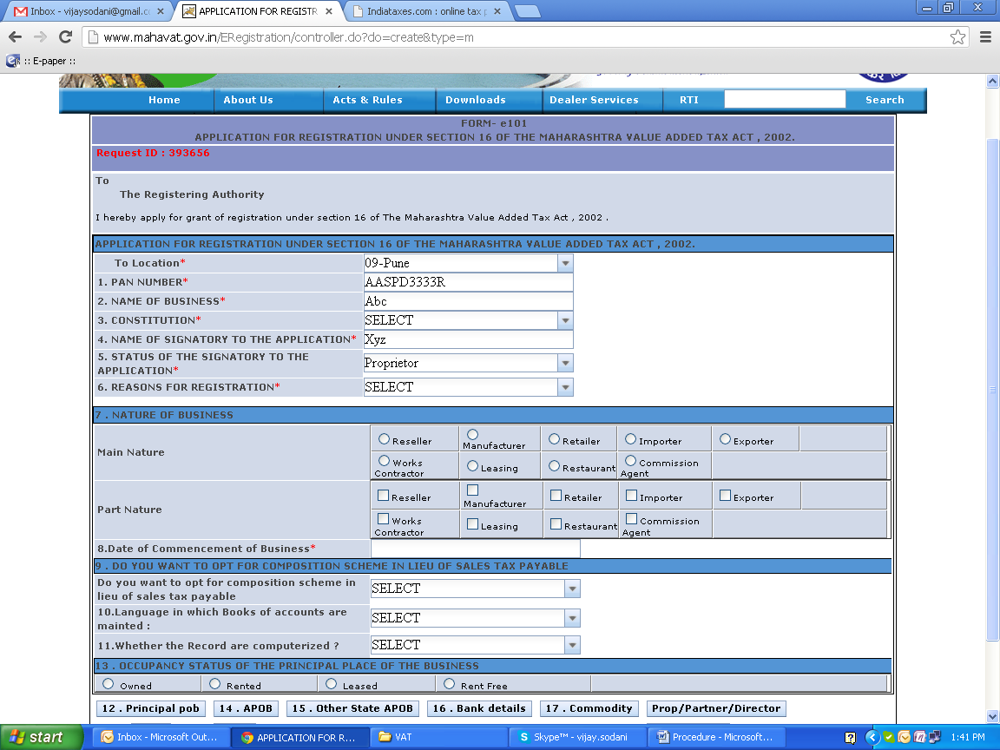 Inbox - vijaysodani@gmail.c
APPLICATION FOR REGISTR
Indiataxes.com : online tax p
www.mahavat.gov.in/ERegistration/controller.do?do=create&type=m
:: E-paper ::
Home About Us Acts & Rules Downloads Dealer Services RTI Search
FORM- e101
APPLICATION FOR REGISTRATION UNDER SECTION 16 OF THE MAHARASHTRA VALUE ADDED TAX ACT , 2002.
Request ID : 393656
To
The Registering Authority
I hereby apply for grant of registration under section 16 of The Maharashtra Value Added Tax Act , 2002 .
APPLICATION FOR REGISTRATION UNDER SECTION 16 OF THE MAHARASHTRA VALUE ADDED TAX ACT , 2002.
To Location* 09-Pune
1. PAN NUMBER* AASPD3333R
2. NAME OF BUSINESS* Abc
3. CONSTITUTION* SELECT
4. NAME OF SIGNATORY TO THE APPLICATION* Xyz
5. STATUS OF THE SIGNATORY TO THE
APPLICATION* Proprietor
6. REASONS FOR REGISTRATION* SELECT
7 . NATURE OF BUSINESS
Main Nature
Reseller Manufacturer Retailer Importer Exporter
Works Contractor Leasing Restaurant Commission Agent
Part Nature
Reseller Manufacturer Retailer Importer Exporter
Works Contractor Leasing Restaurant Commission Agent
8.Date of Commencement of Business*
9 . DO YOU WANT TO OPT FOR COMPOSITION SCHEME IN LIEU OF SALES TAX PAYABLE
Do you want to opt for composition scheme in
lieu of sales tax payable SELECT
10.Language in which Books of accounts are
mainted : SELECT
11.Whether the Record are computerized ? SELECT
13 . OCCUPANCY STATUS OF THE PRINCIPAL PLACE OF THE BUSINESS
Owned Rented Leased Rent Free
12 . Principal pob 14 . APOB 15 . Other State APOB 16 . Bank details 17 . Commodity Prop/Partner/Director
start Inbox - Microsoft Out... APPLICATION FOR R... VAT Skype™ - vijay.sodani Procedure - Microsoft... 1:41 PM